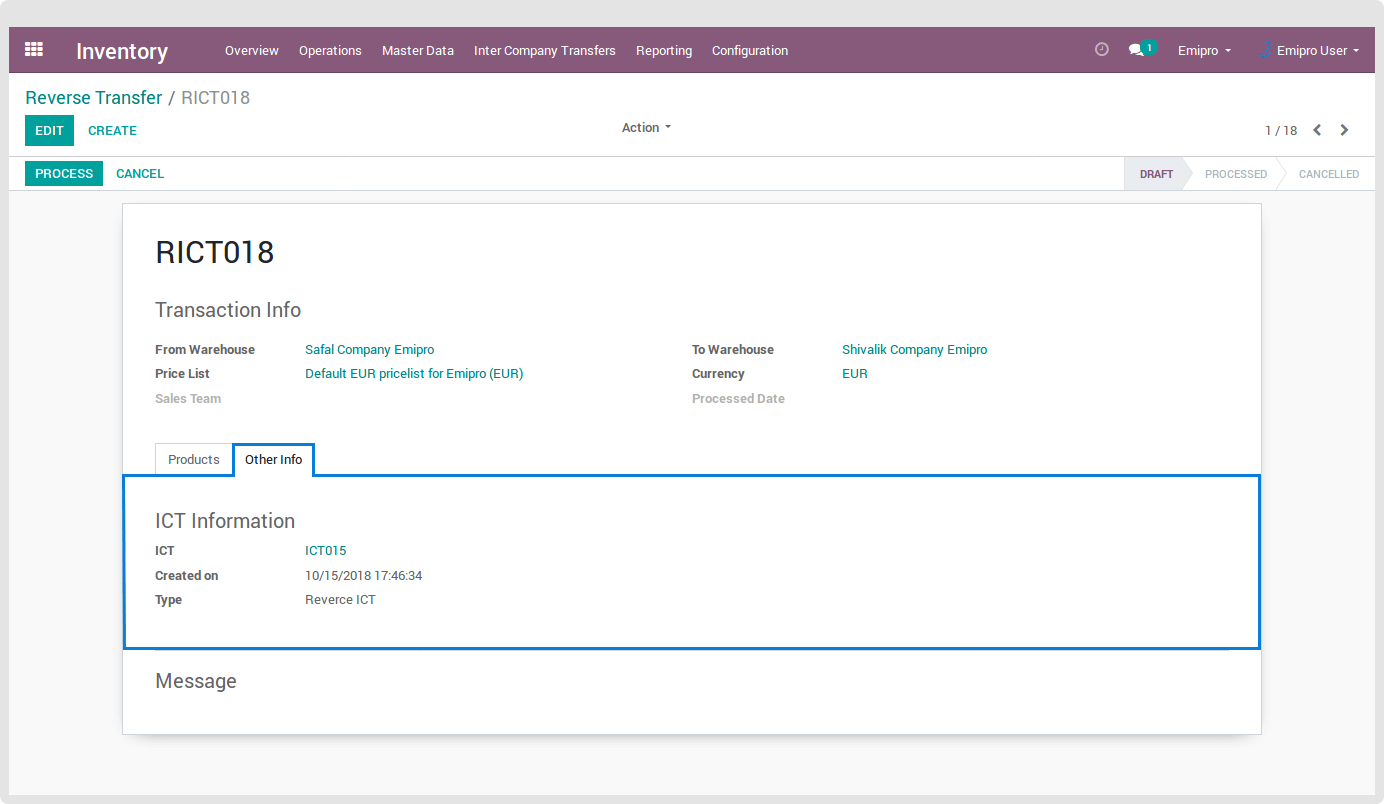 Inventory Overview Operations Master Data Inter Company Transfers Reporting Configuration 1 Emipro Emipro User
Reverse Transfer / RICT018
EDIT CREATE Action 1 / 18
PROCESS CANCEL DRAFT PROCESSED CANCELLED
RICT018
Transaction Info
From Warehouse Safal Company Emipro To Warehouse Shivalik Company Emipro
Price List Default EUR pricelist for Emipro (EUR) Currency EUR
Sales Team Processed Date
Products Other Info
ICT Information
ICT ICT015
Created on 10/15/2018 17:46:34
Type Reverce ICT
Message